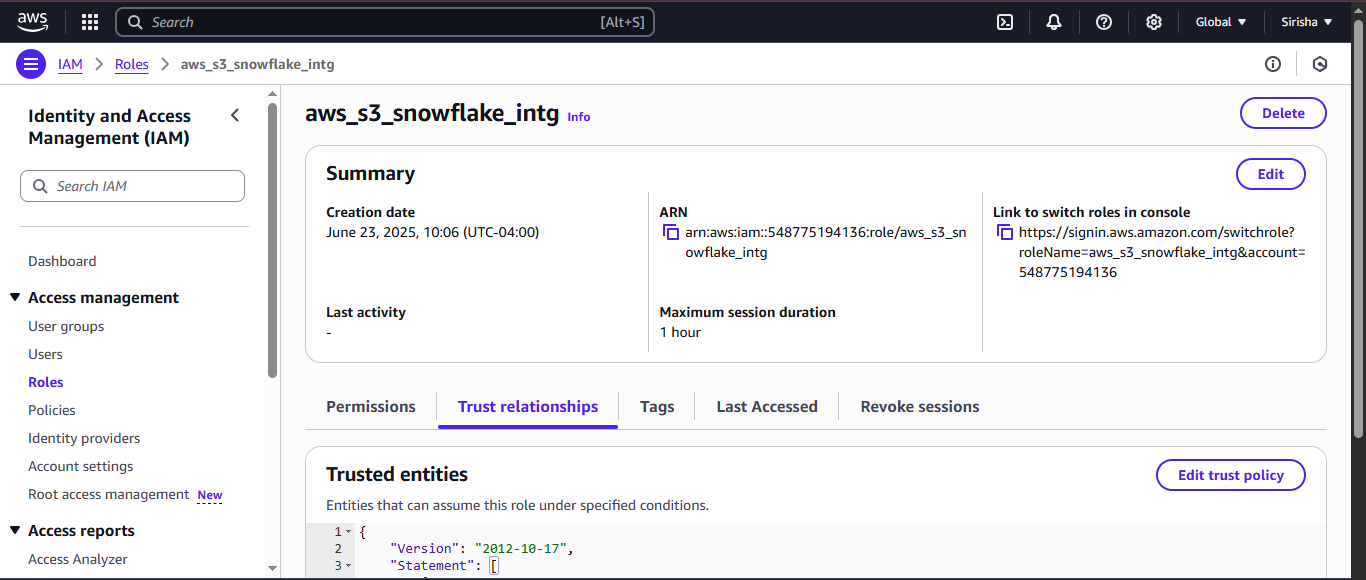 aws
Search
[Alt+S]
Global
Sirisha
IAM
Roles
aws_s3_snowflake_intg
Identity and Access
Management (IAM)
Search IAM
Dashboard
Access management
User groups
Users
Roles
Policies
Identity providers
Account settings
Root access management New
Access reports
Access Analyzer
aws_s3_snowflake_intg Info
Delete
Summary
Edit
Creation date
June 23, 2025, 10:06 (UTC-04:00)
ARN
arn:aws:iam::548775194136:role/aws_s3_sn
owflake_intg
Link to switch roles in console
https://signin.aws.amazon.com/switchrole?
roleName=aws_s3_snowflake_intg&account=
548775194136
Last activity
-
Maximum session duration
1 hour
Permissions
Trust relationships
Tags
Last Accessed
Revoke sessions
Trusted entities
Edit trust policy
Entities that can assume this role under specified conditions.
1 {
2 "Version": "2012-10-17",
3 "Statement": [